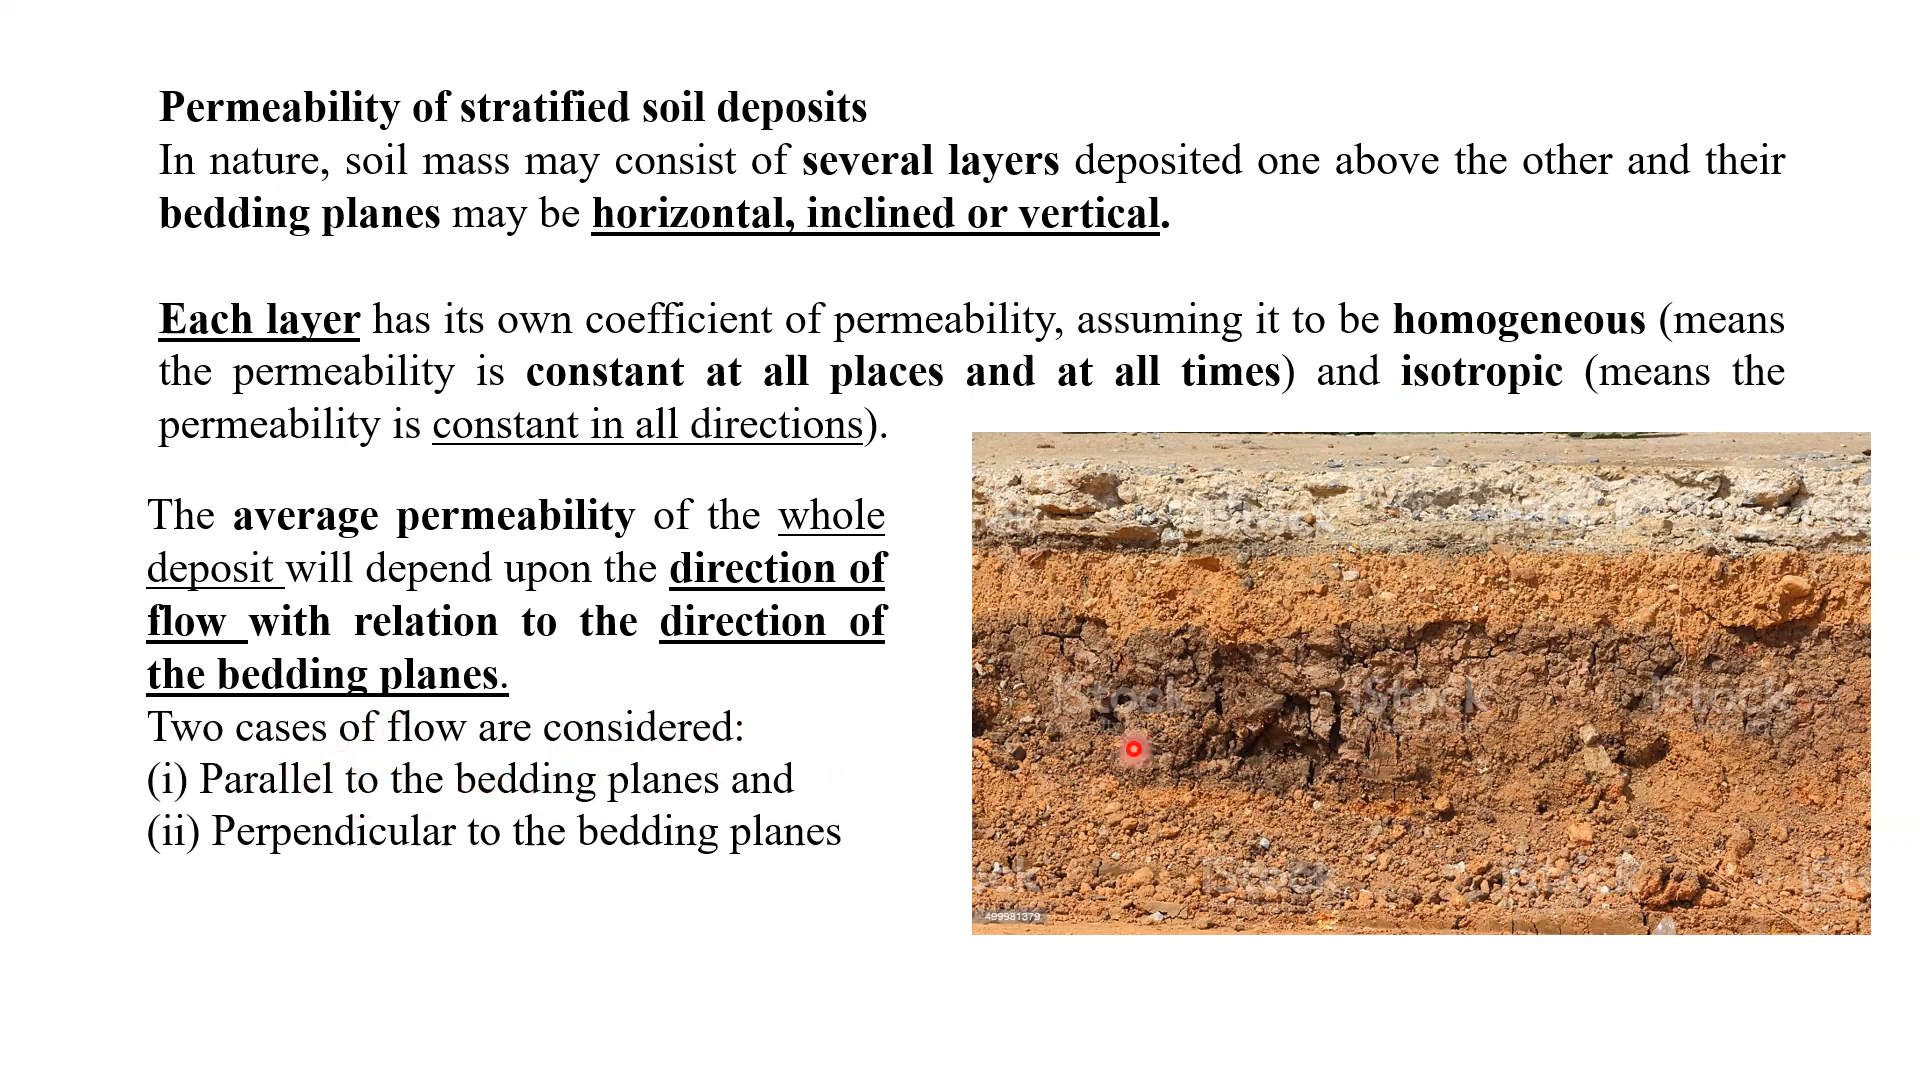 Permeability of stratified soil deposits
In nature, soil mass may consist of several layers deposited one above the other and their
bedding planes may be horizontal, inclined or vertical.
Each layer has its own coefficient of permeability, assuming it to be homogeneous (means
the permeability is constant at all places and at all times) and isotropic (means the
permeability is constant in all directions).
The average permeability of the whole
deposit will depend upon the direction of
flow with relation to the direction of
the bedding planes.
Two cases of flow are considered:
(i) Parallel to the bedding planes and
(ii) Perpendicular to the bedding planes
iStock
iStock iStock iStock
iStock
499981379